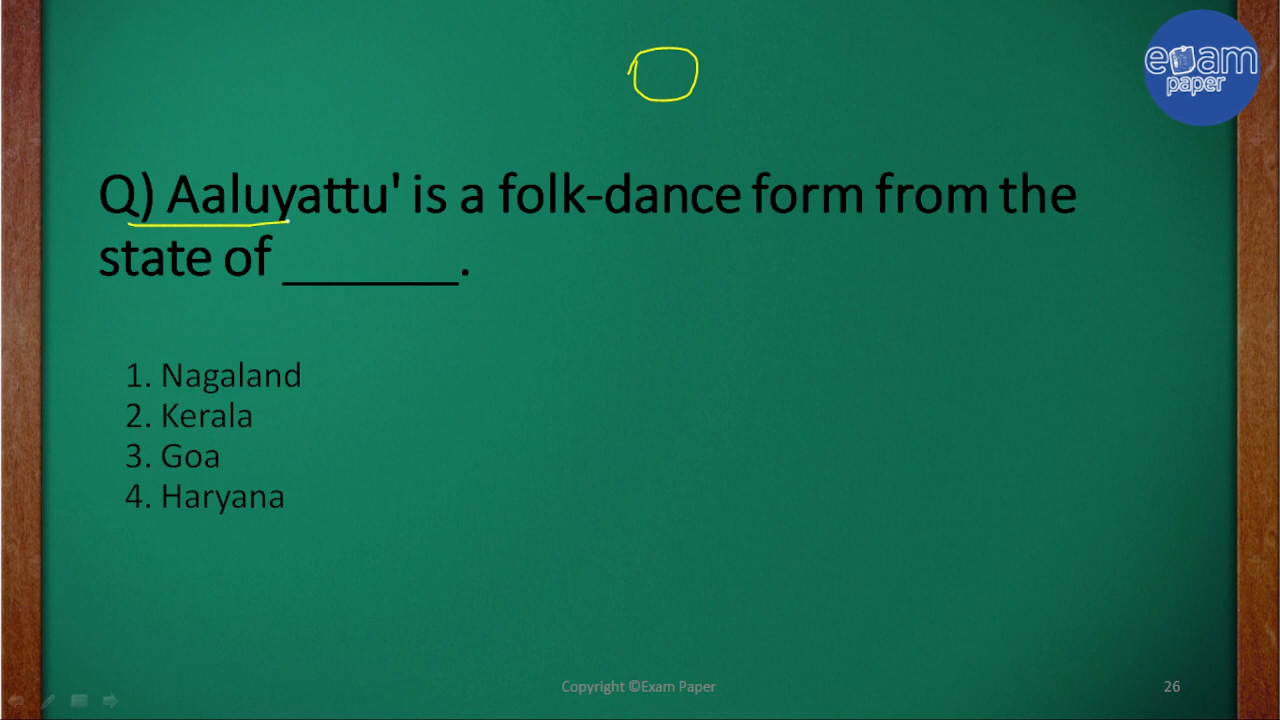 exam
paper
Q) Aaluyattu' is a folk-dance form from the
state of _______.
1. Nagaland
2. Kerala
3. Goa
4. Haryana
Copyright ©Exam Paper
26